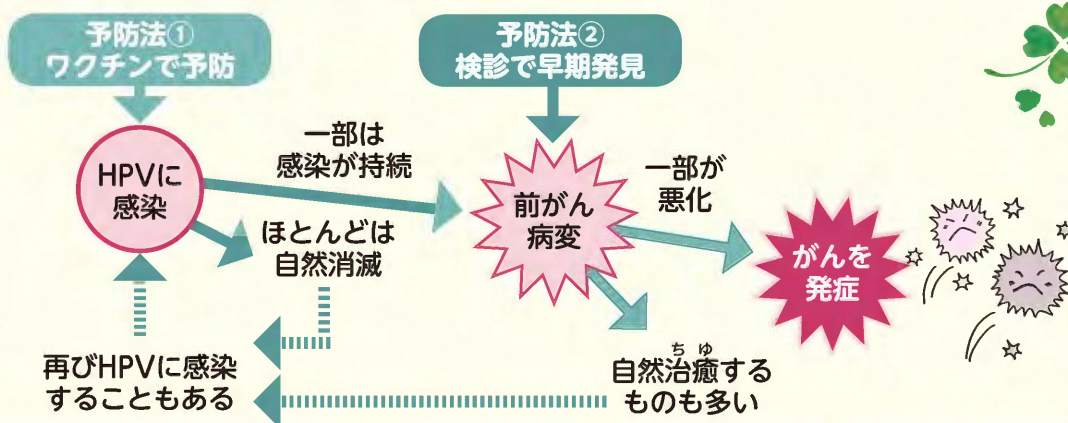 予防法①
ワクチンで予防
予防法②
検診で早期発見
HPVに
感染
一部は
感染が持続
ほとんどは
自然消滅
前がん
病変
一部が
悪化
がんを
発症
再びHPVに感染
することもある
ちゆ
自然治癒する
ものも多い